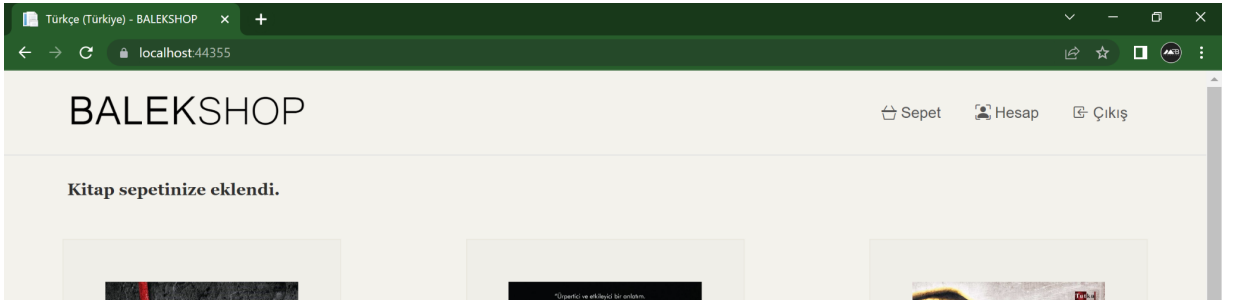 Türkçe (Türkiye) - BALEKSHOP
localhost:44355
BALEKSHOP
Sepet Hesap Çıkış
Kitap sepetinize eklendi.
"Ürpertici ve etkileyici bir anlatım.